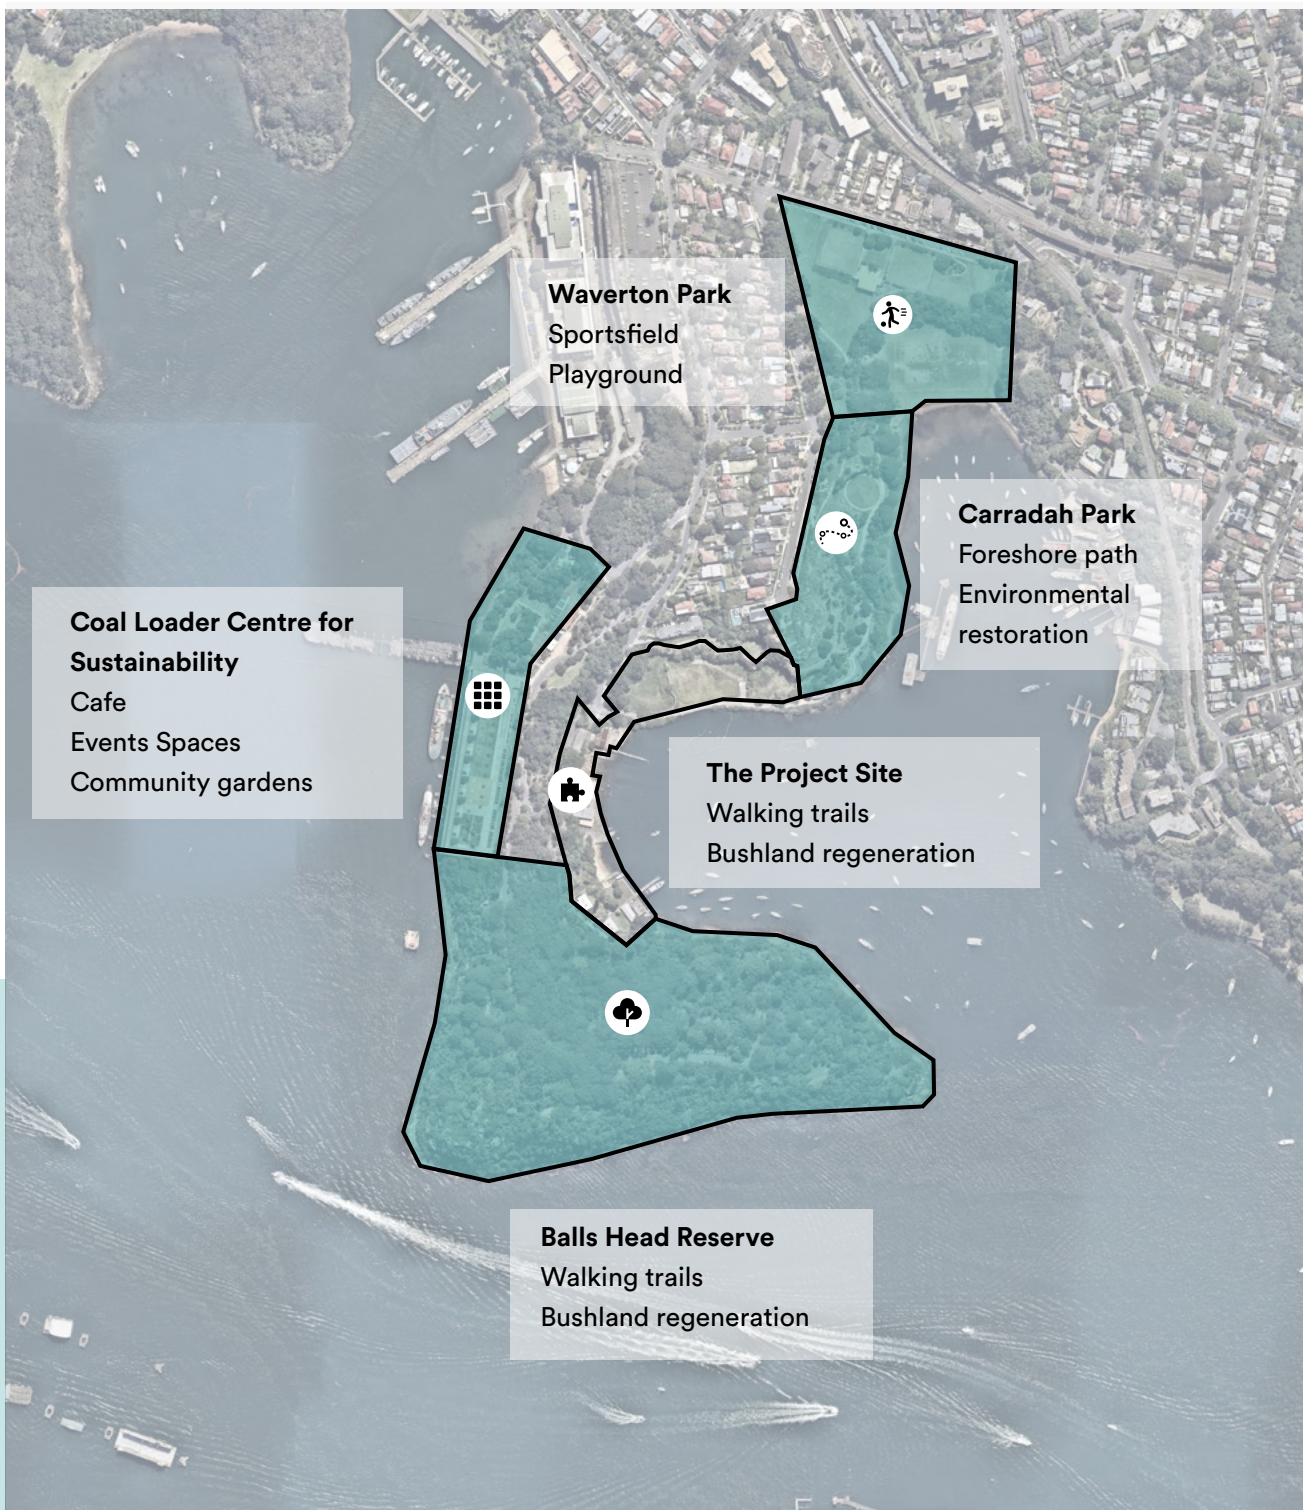 Waverton Park
Sportsfield
Playground
Carradah Park
Foreshore path
Environmental
restoration
Coal Loader Centre for
Sustainability
Cafe
Events Spaces
Community gardens
The Project Site
Walking trails
Bushland regeneration
Balls Head Reserve
Walking trails
Bushland regeneration